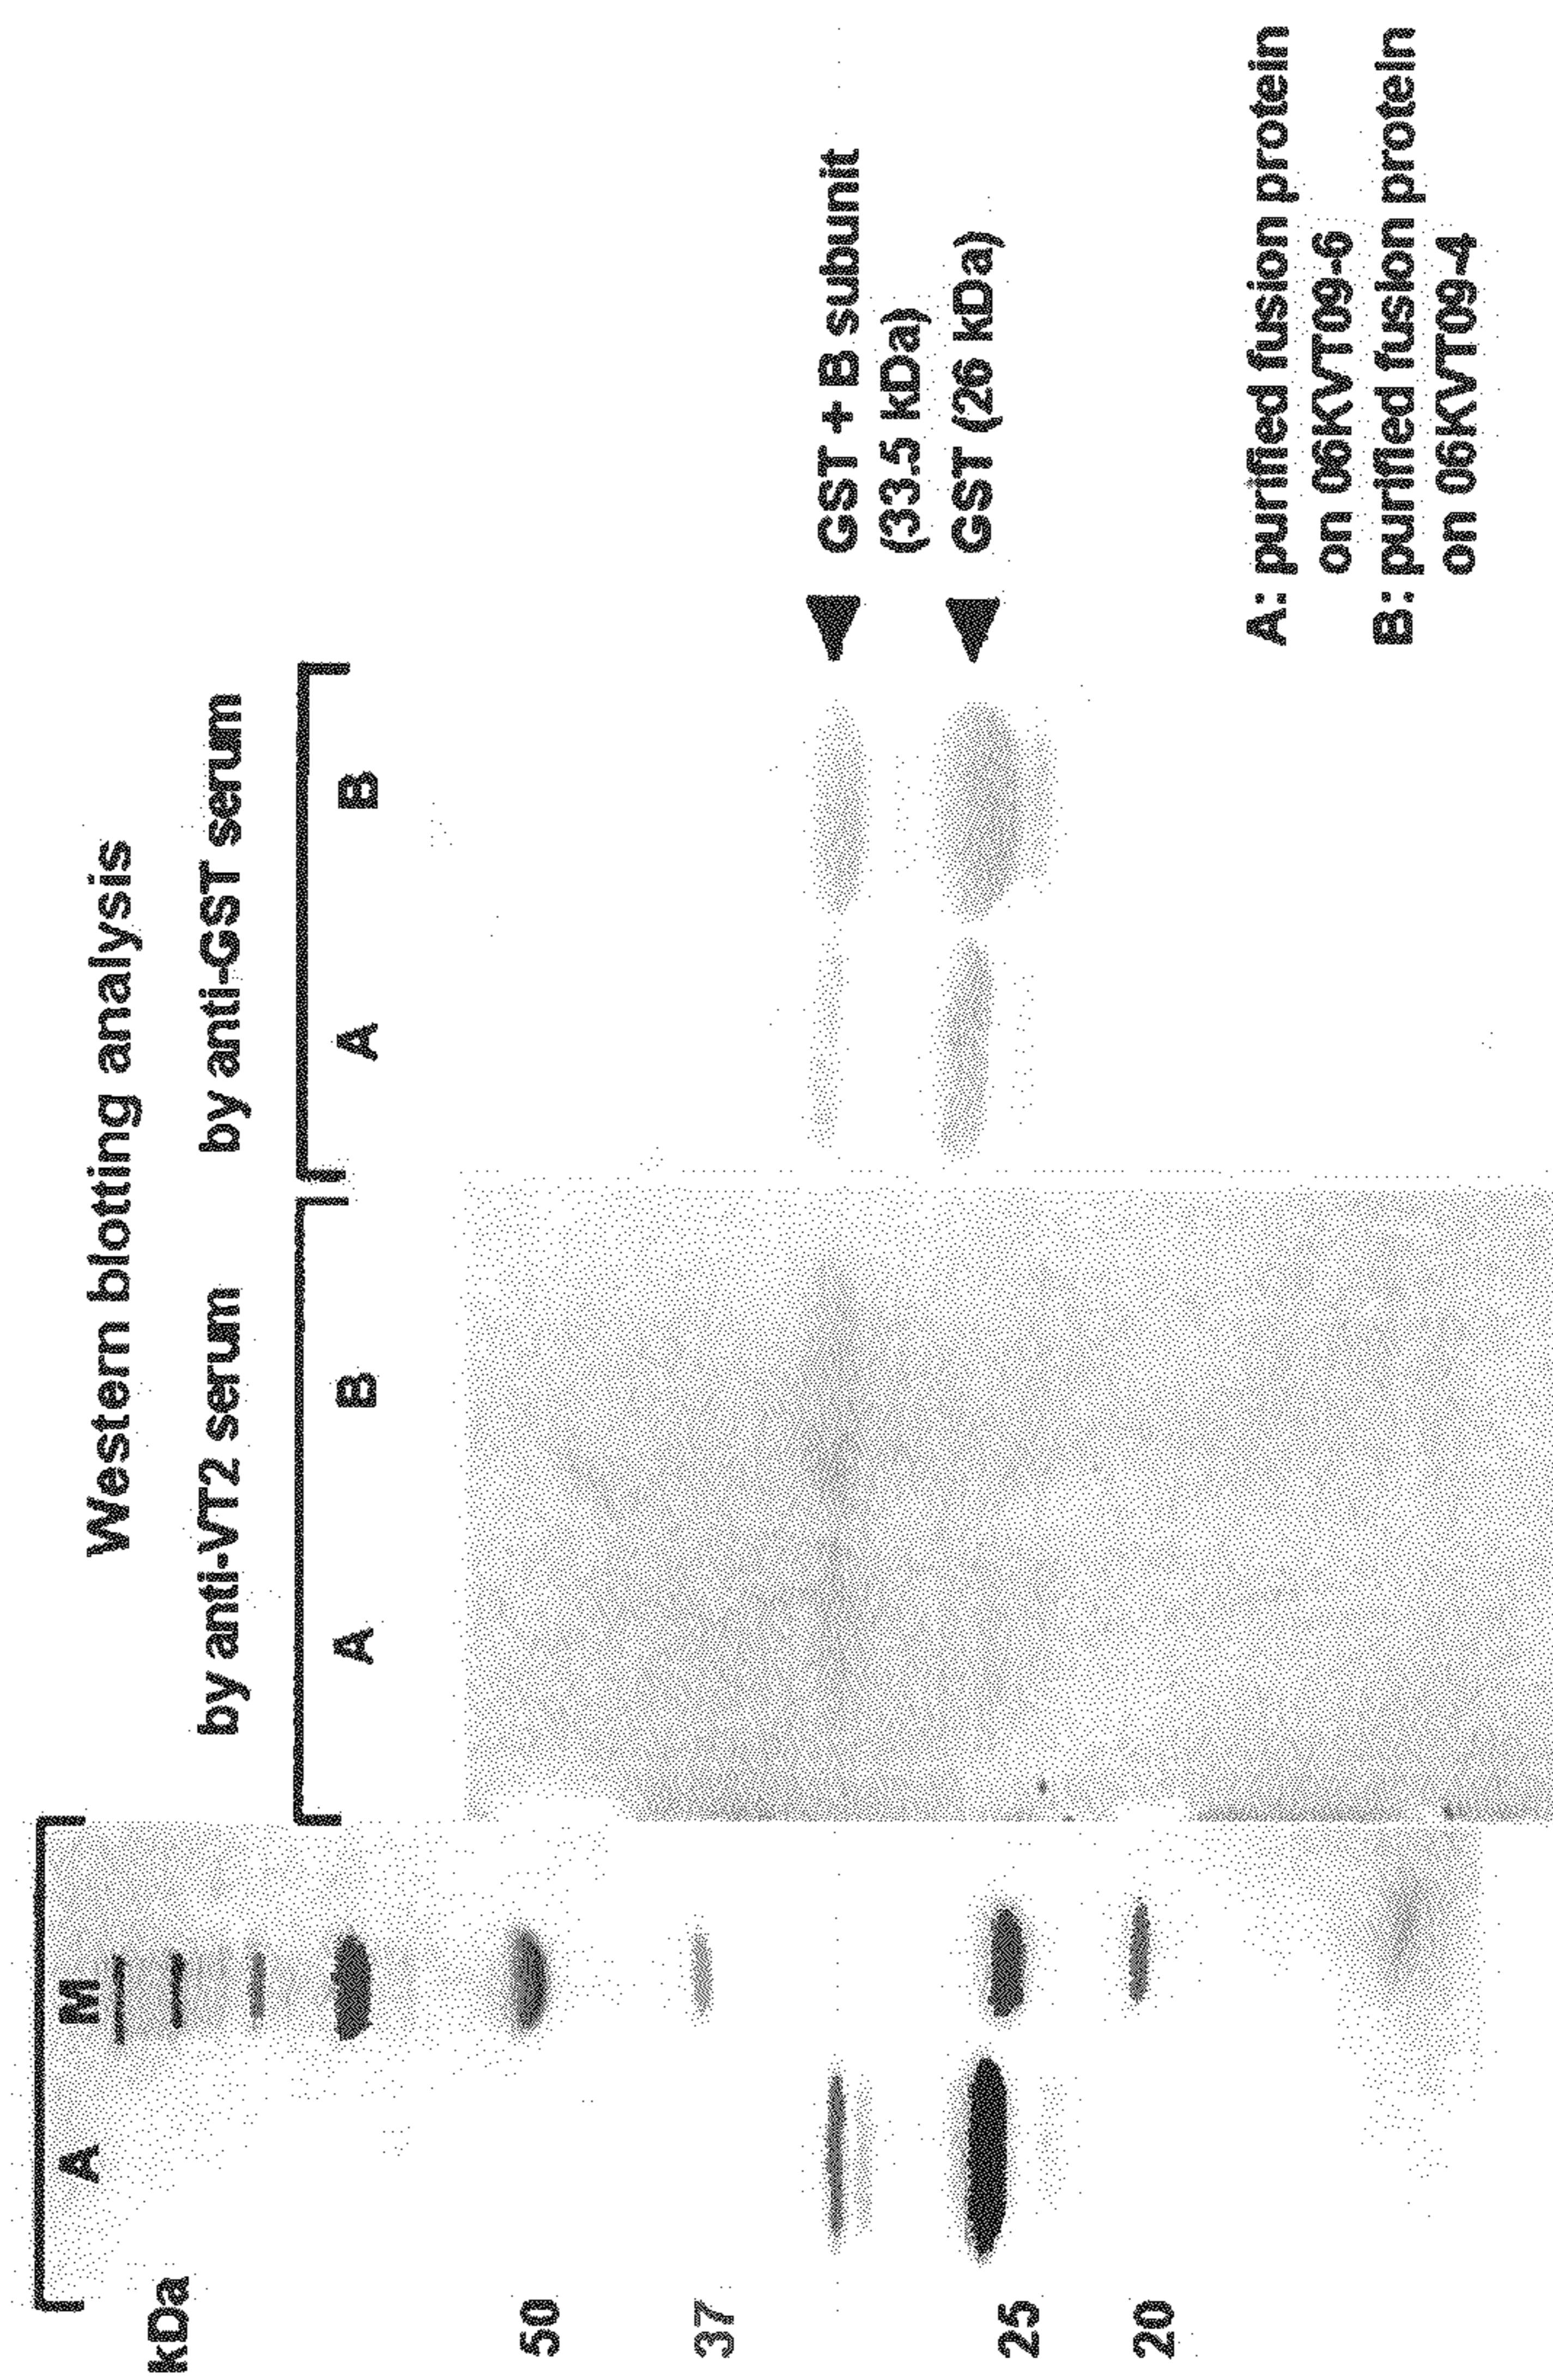 Western blotting analysis
by anti-VT2 serum
by anti-GST serum
A
M
A
B
A
B
kDa
50
37
25
20
GST + B subunit
(33.5 kDa)
GST (26 kDa)
A: purified fusion protein
on 06KVT09-6
B: purified fusion protein
on 06KVT09-4